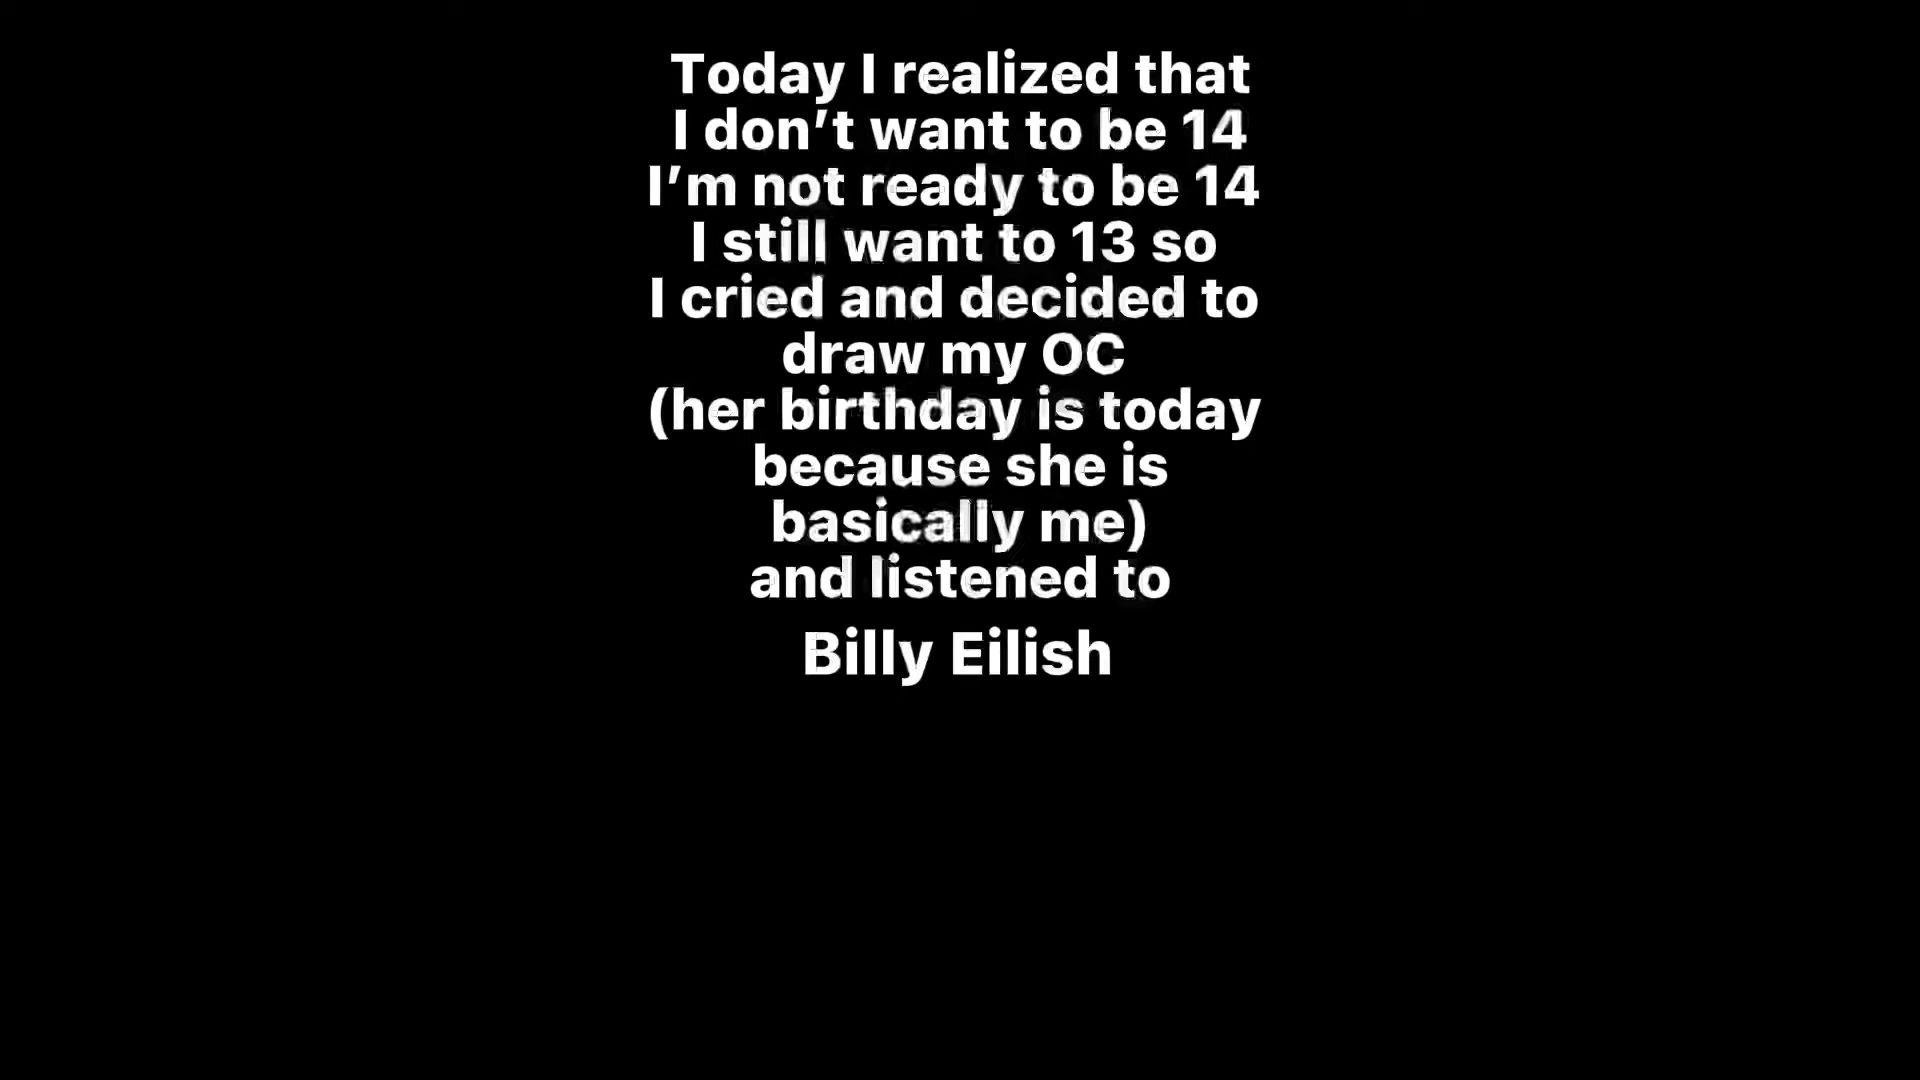 Today I realized that
I don’t want to be 14
I’m not ready to be 14
I still want to 13 so
I cried and decided to
draw my OC
(her birthday is today
because she is
basically me)
and listened to
Billy Eilish